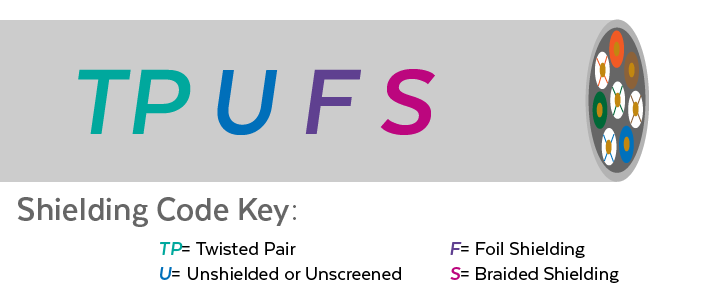 TP U F S
Shielding Code Key:
TP= Twisted Pair
F= Foil Shielding
U= Unshielded or Unscreened
S= Braided Shielding